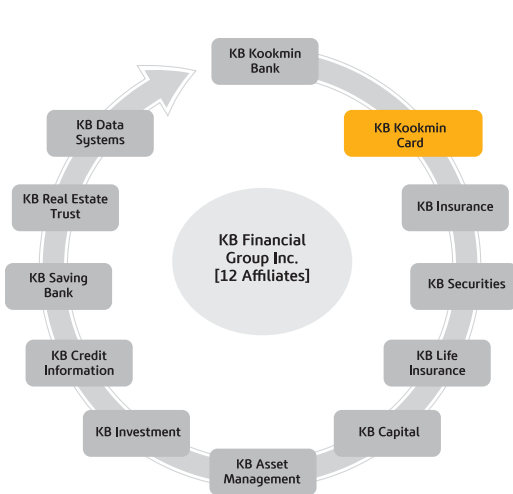 KB Kookmin
Bank
KB Kookmin
Card
KB Insurance
KB Securities
KB Life
Insurance
KB Capital
KB Asset
Management
KB Investment
KB Credit
Information
KB Saving
Bank
KB Real Estate
Trust
KB Data
Systems
KB Financial
Group Inc.
[12 Affiliates]